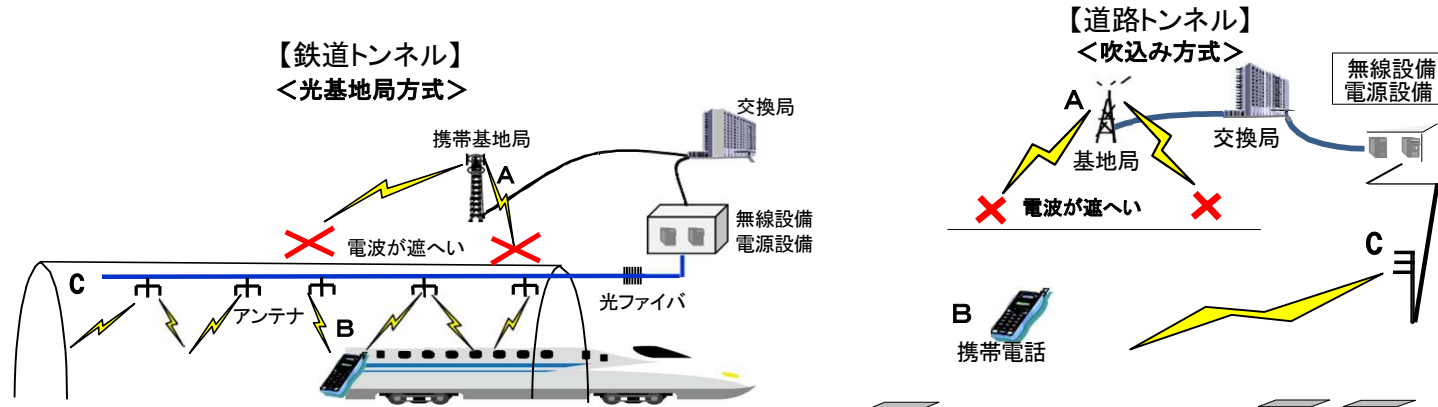 【鉄道トンネル】
<光基地局方式>
携帯基地局
交換局
A
無線設備
電源設備
電波が遮へい
C
アンテナ
光ファイバ
B
【道路トンネル】
<吹込み方式>
無線設備
電源設備
A
基地局
交換局
電波が遮へい
C
B
携帯電話